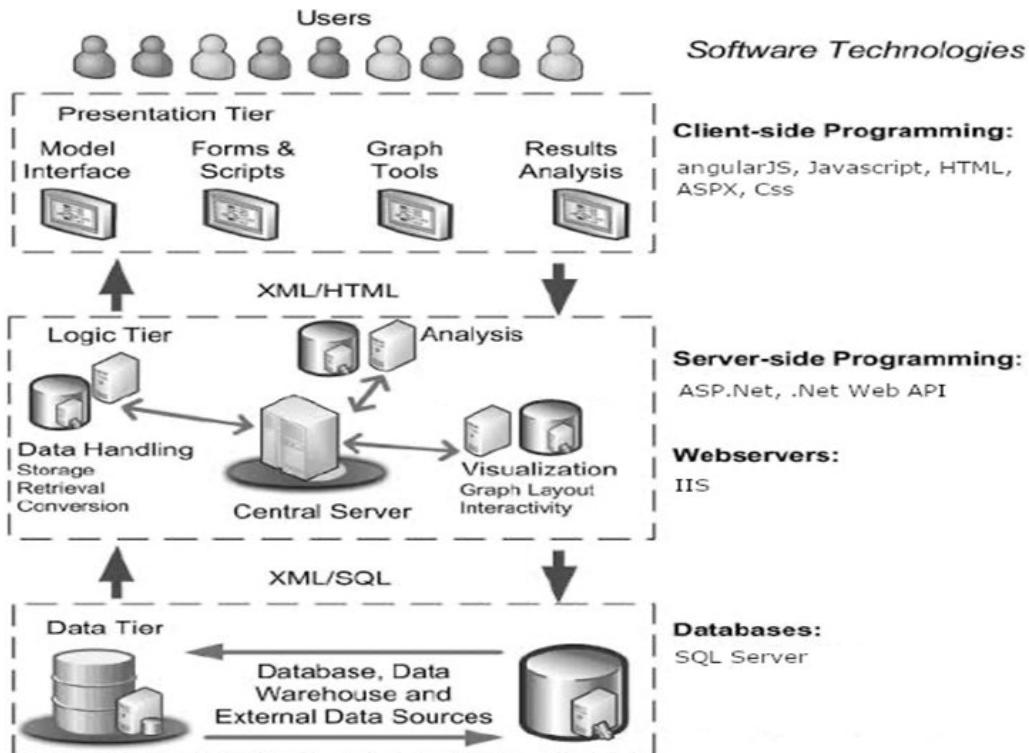 Users
Software Technologies
Presentation Tier
Model
Interface
Forms &
Scripts
Graph
Tools
Results
Analysis
Client-side Programming:
angularJS, Javascript, HTML,
ASPX, Css
XML/HTML
Logic Tier
Analysis
Data Handling
Storage
Retrieval
Conversion
Central Server
Visualization
Graph Layout
Interactivity
Server-side Programming:
ASP.Net, .Net Web API
Webservers:
IIS
XML/SQL
Data Tier
Database, Data
Warehouse and
External Data Sources
Databases:
SQL Server